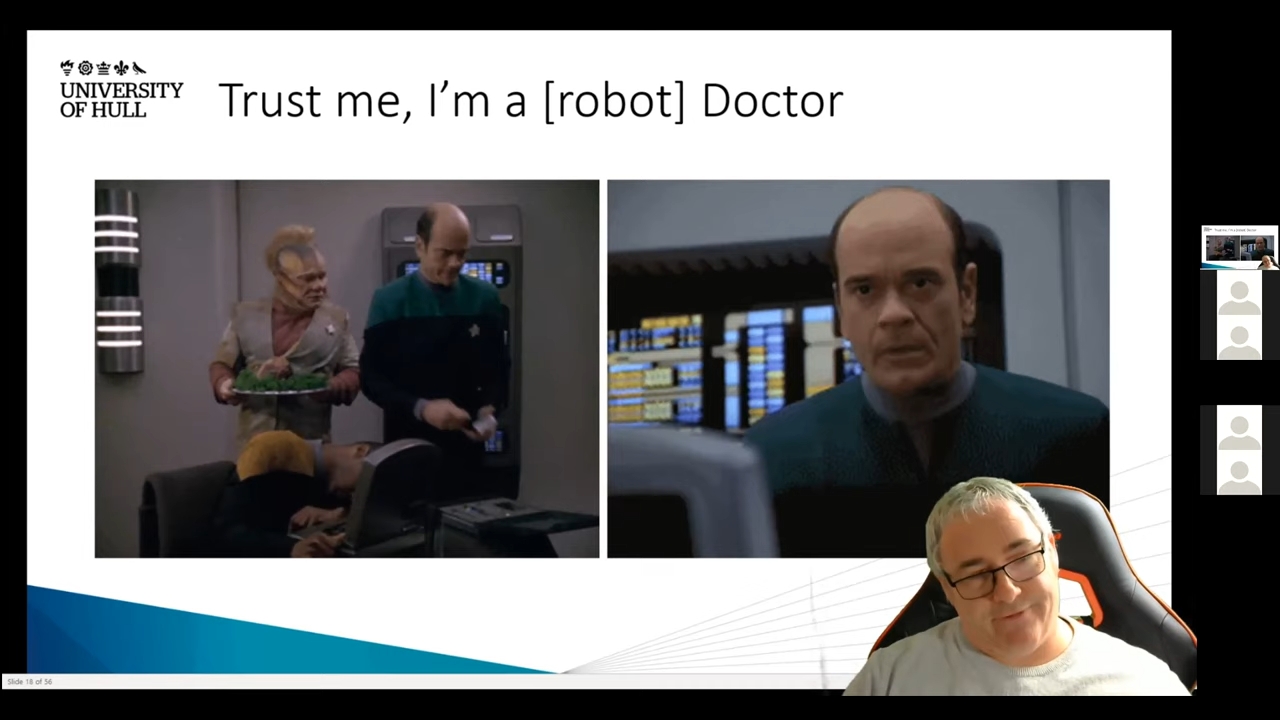 UNIVERSITY
OF HULL
Trust me, I'm a [robot] Doctor
Slide 18 of 56